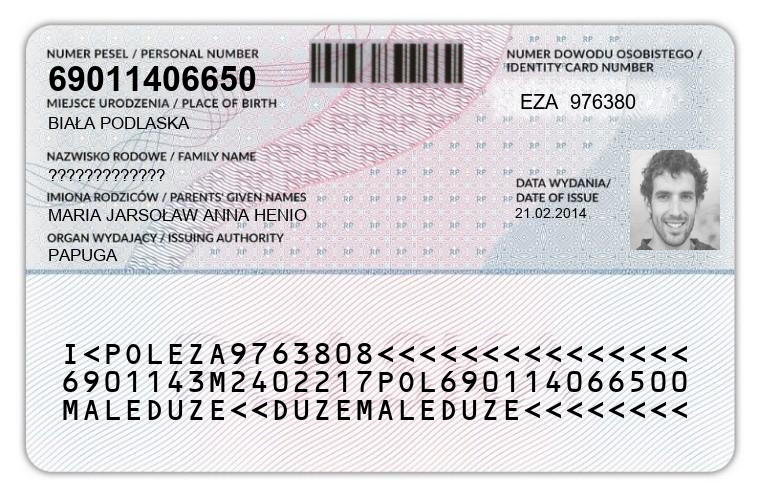 NUMER PESEL / PERSONAL NUMBER
69011406650
MIEJSCE URODZENIA / PLACE OF BIRTH
BIAŁA PODLASKA
NAZWISKO RODOWE / FAMILY NAME
?????????????
IMIONA RODZICÓW / PARENTS' GIVEN NAMES
MARIA JARSOŁAW ANNA HENIO
ORGAN WYDAJĄCY / ISSUING AUTHORITY
PAPUGA
NUMER DOWODU OSOBISTEGO /
IDENTITY CARD NUMBER
EZA 976380
DATA WYDANIA/
DATE OF ISSUE
21.02.2014
I<POLEZA9763808<<<<<<<<<<<<<<<
6901143M2402217POL690114066500
MALEDUZE<<DUZEMALEDUZE<<<<<<<<